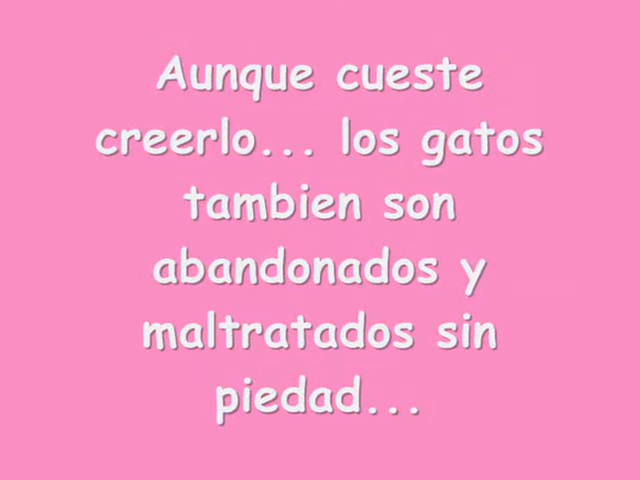 Aunque cueste
creerlo... los gatos
tambien son
abandonados y
maltratados sin
piedad...